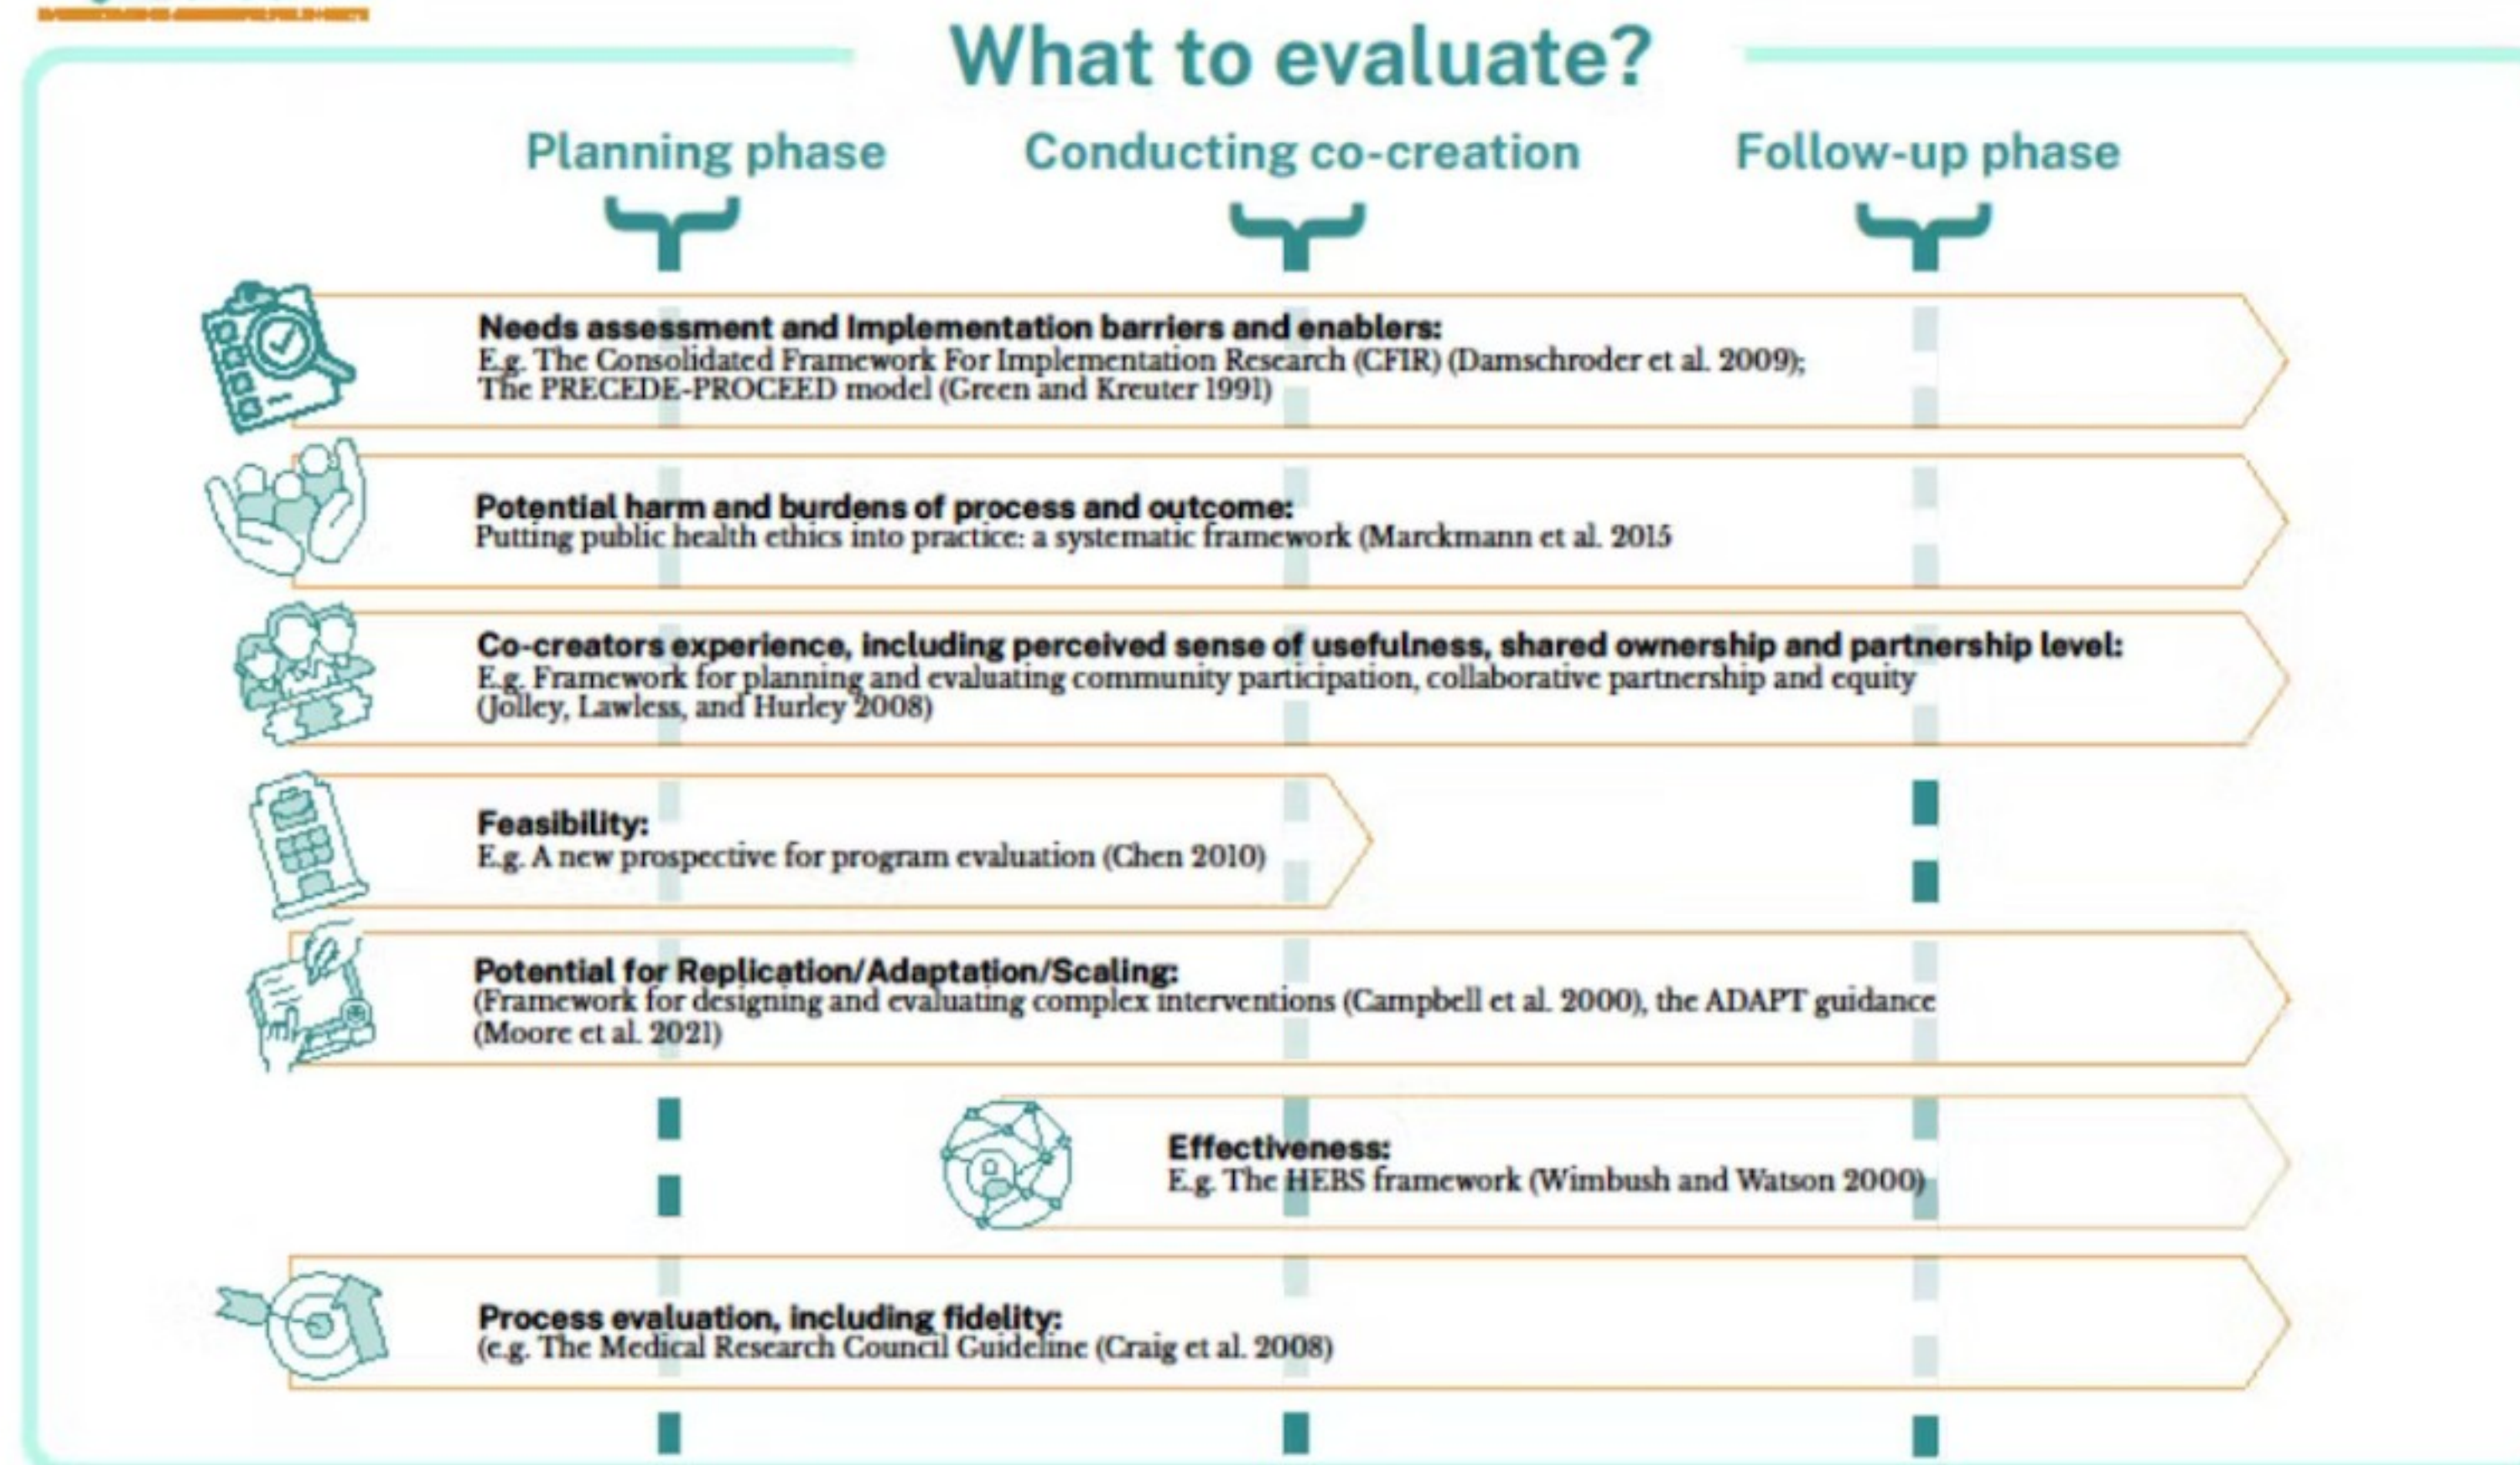 What to evaluate?
Planning phase
Conducting co-creation
Follow-up phase
Needs assessment and Implementation barriers and enablers:
E.g. The Consolidated Framework For Implementation Research (CFIR) (Damschroder et al. 2009);
The PRECEDE-PROCEED model (Green and Kreuter 1991)
Potential harm and burdens of process and outcome:
Putting public health ethics into practice: a systematic framework (Marckmann et al. 2015
Co-creators experience, including perceived sense of usefulness, shared ownership and partnership level:
E.g. Framework for planning and evaluating community participation, collaborative partnership and equity
(Jolley, Lawless, and Hurley 2008)
Feasibility:
E.g. A new prospective for program evaluation (Chen 2010)
Potential for Replication/Adaptation/Scaling:
(Framework for designing and evaluating complex interventions (Campbell et al. 2000), the ADAPT guidance
(Moore et al. 2021)
Effectiveness:
E.g. The HEBS framework (Wimbush and Watson 2000)
Process evaluation, including fidelity:
(e.g. The Medical Research Council Guideline (Craig et al. 2008)